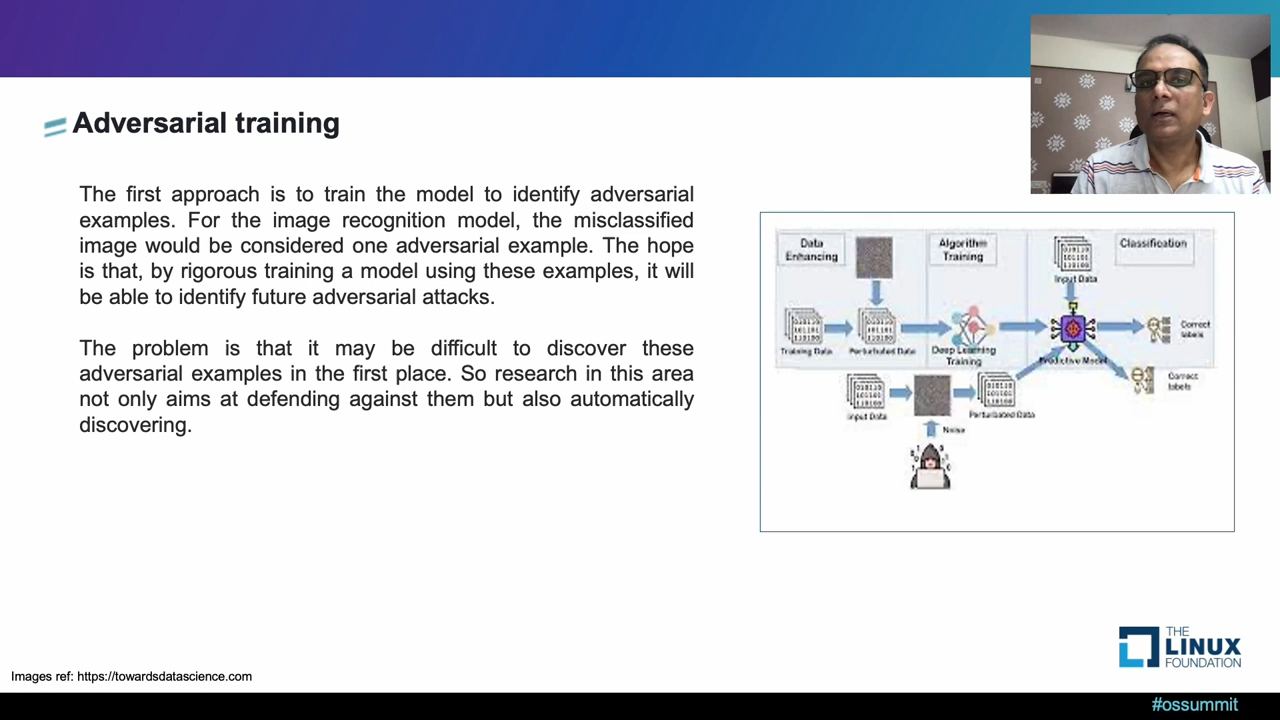 Adversarial training
The first approach is to train the model to identify adversarial
examples. For the image recognition model, the misclassified
image would be considered one adversarial example. The hope
is that, by rigorous training a model using these examples, it will
be able to identify future adversarial attacks.
The problem is that it may be difficult to discover these
adversarial examples in the first place. So research in this area
not only aims at defending against them but also automatically
discovering.
Data
Enhancing
Algorithm
Training
Classification
Input Data
Training Data
Perturbated Data
Deep Learning
Training
Predictive Model
Correct
labels
Correct
labels
Input Data
Perturbated Data
Noise
THE
LINUX
FOUNDATION
Images ref: https://towardsdatascience.com
#ossummit